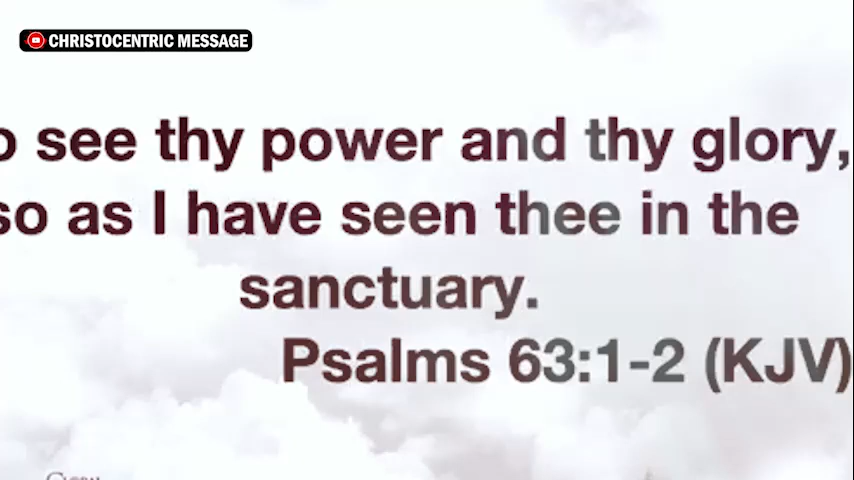 CHRISTOCENTRIC MESSAGE
o see thy power and thy glory,
so as I have seen thee in the
sanctuary.
Psalms 63:1-2 (KJV)
GLOBAL